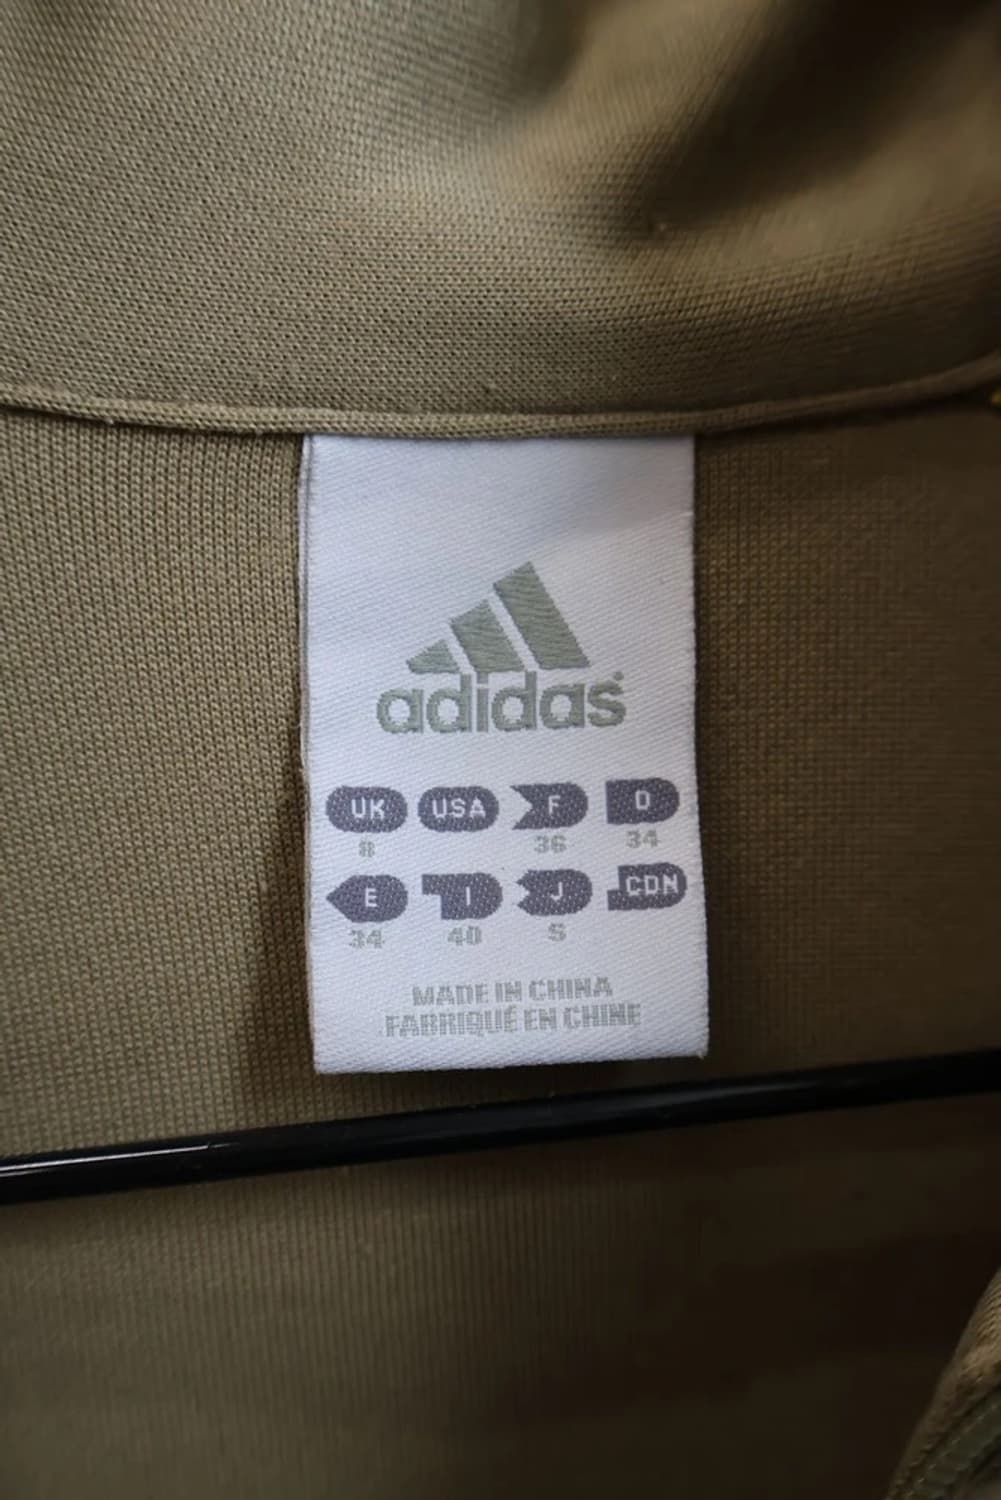 adidas
UK USA F D
8 36 34
E I J CDN
34 40 S
MADE IN CHINA
FABRIQUÉ EN CHINE